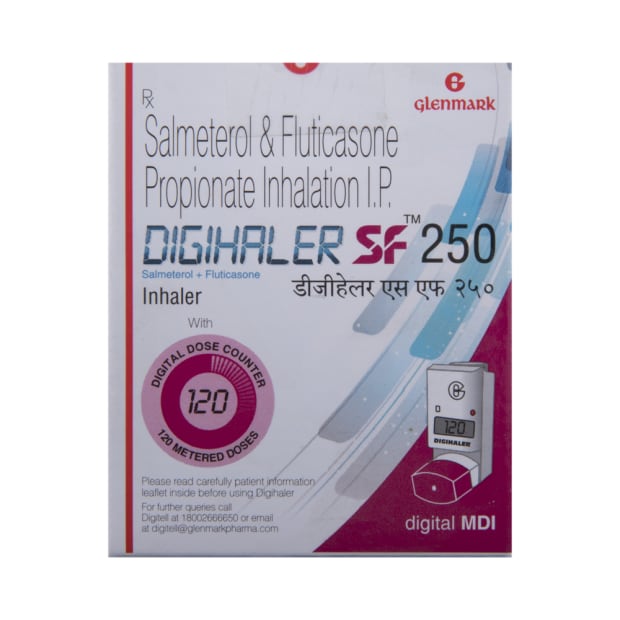 GLENMARK
Rx
Salmeterol & Fluticasone
Propionate Inhalation I.P.
DIGIHALER SF™ 250
Salmeterol + Fluticasone
डीजीहेलर एस एफ २५०
Inhaler
With
DIGITAL DOSE COUNTER
120
120 METERED DOSES
120
DIGIHALER
Please read carefully patient information
leaflet inside before using Digihaler
For further queries call
Digitell at 18002666650 or email
at digitell@glenmarkpharma.com
digital MDI